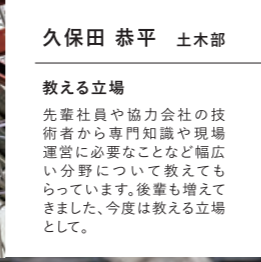 久保田 恭平 土木部
教える立場
先輩社員や協力会社の技
術者から専門知識や現場
運営に必要なことなど幅広
い分野について教えても
らっています。後輩も増えて
きました、今度は教える立場
として。